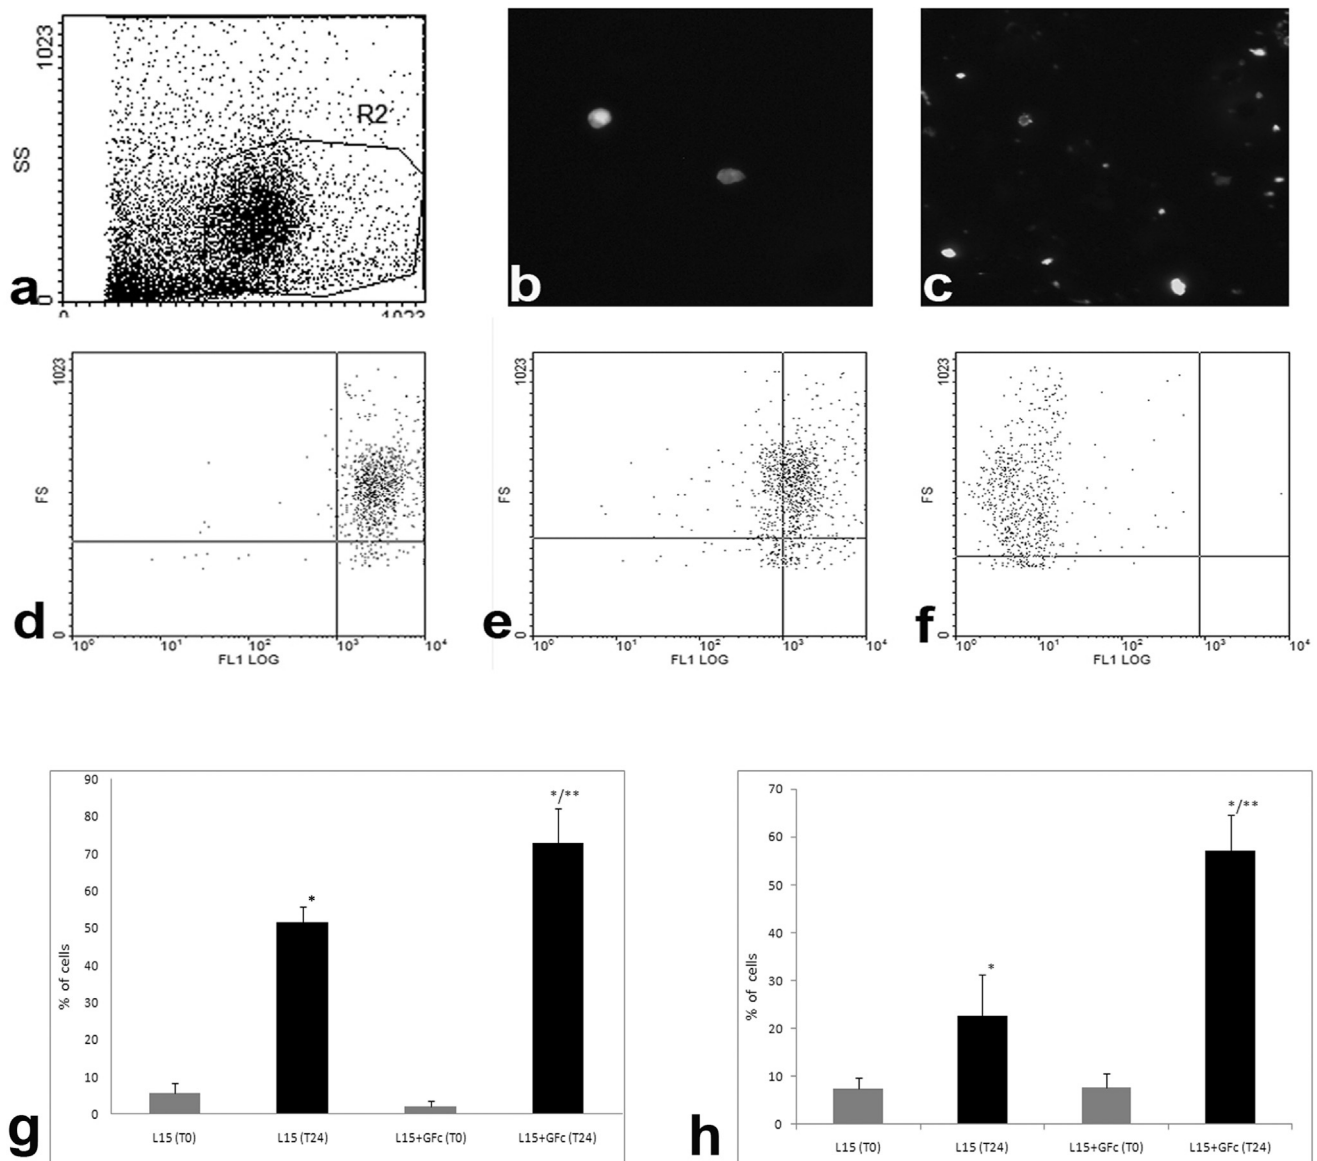 1023
SS
R2
0
0
1023
a
b
c
1023
FS
0
10⁰ 10¹ 10² 10³ 10⁴
FL1 LOG
d
1023
FS
0
10⁰ 10¹ 10² 10³ 10⁴
FL1 LOG
e
1023
FS
0
10⁰ 10¹ 10² 10³ 10⁴
FL1 LOG
f
90
80
70
60
50
40
30
20
10
0
% of cells
*
*/**
L15 (T0) L15 (T24) L15+GFc (T0) L15+GFc (T24)
g
70
60
50
40
30
20
10
0
% of cells
*
*/**
L15 (T0) L15 (T24) L15+GFc (T0) L15+GFc (T24)
h